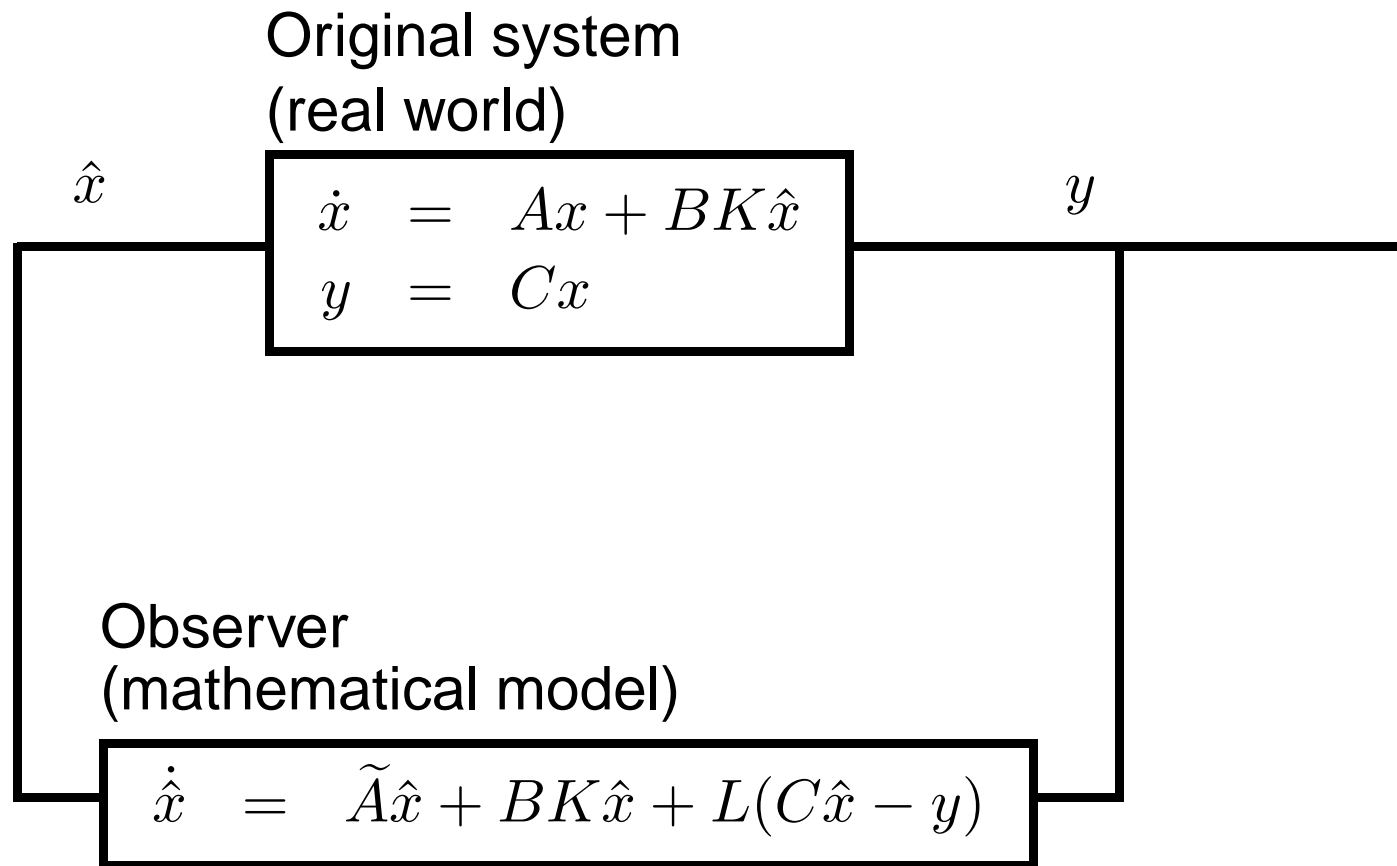 Original system
(real world)
x̂
ẋ = Ax + BKx̂
y = Cx
y
Observer
(mathematical model)
x̂̇ = Ãx̂ + BKx̂ + L(Cx̂ − y)